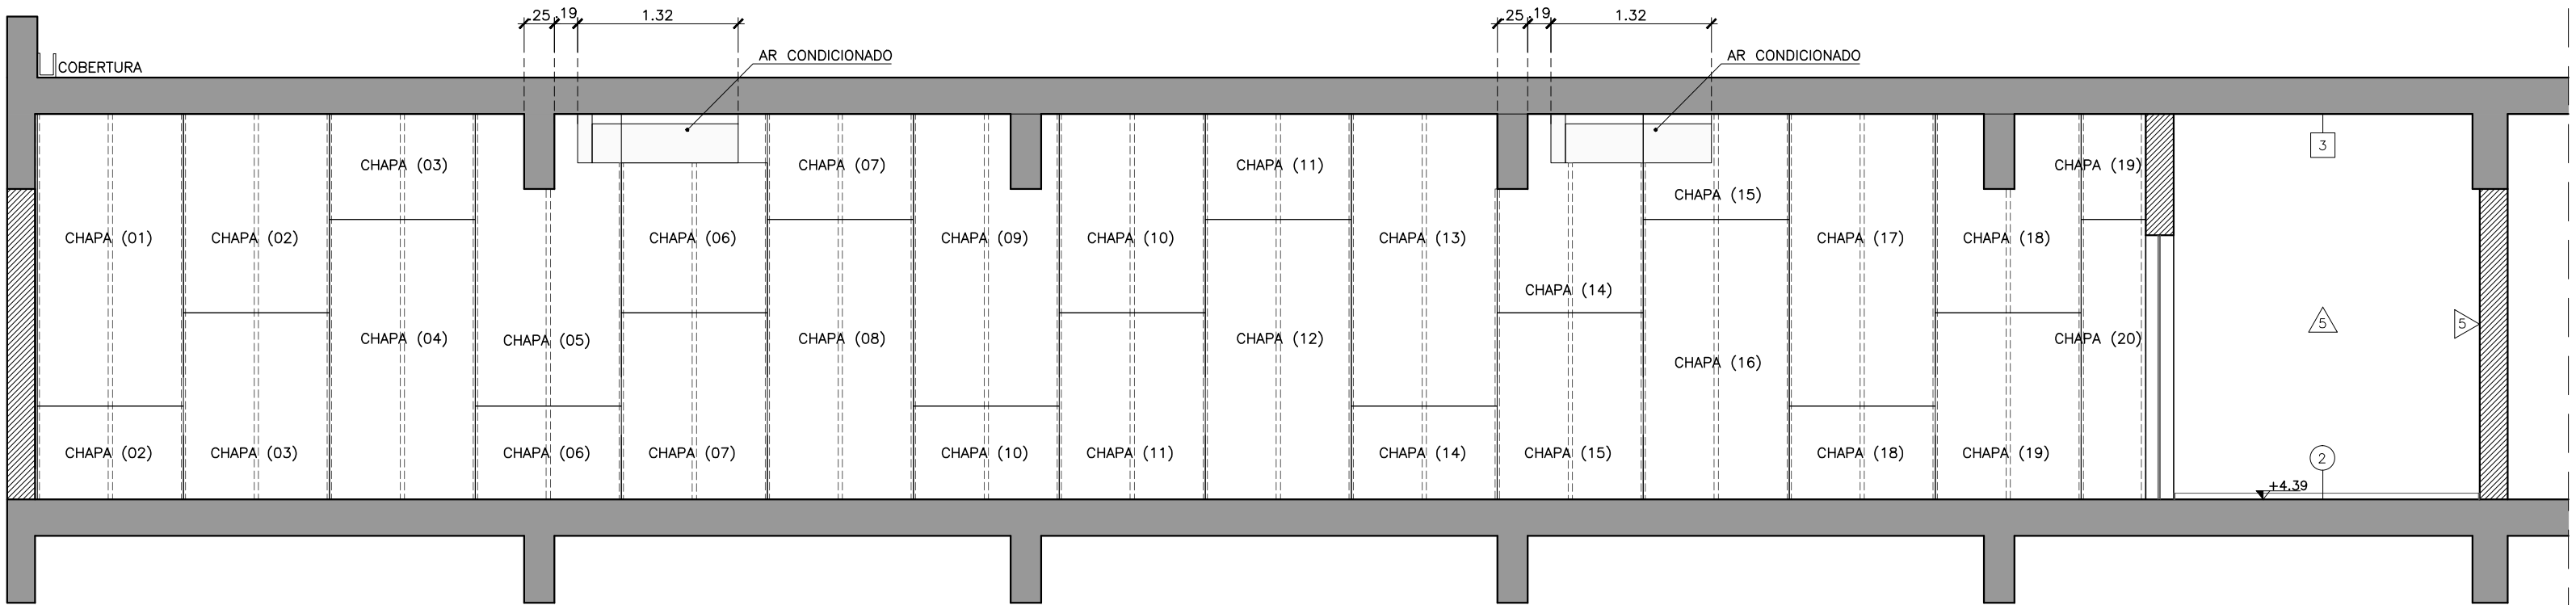 .25 .19 1.32
.25 .19 1.32
AR CONDICIONADO
AR CONDICIONADO
COBERTURA
3
CHAPA (03)
CHAPA (07)
CHAPA (11)
CHAPA (19)
CHAPA (15)
CHAPA (01)
CHAPA (02)
CHAPA (06)
CHAPA (09)
CHAPA (10)
CHAPA (13)
CHAPA (17)
CHAPA (18)
CHAPA (14)
5
5
CHAPA (04)
CHAPA (05)
CHAPA (08)
CHAPA (12)
CHAPA (20)
CHAPA (16)
CHAPA (02)
CHAPA (03)
CHAPA (06)
CHAPA (07)
CHAPA (10)
CHAPA (11)
CHAPA (14)
CHAPA (15)
CHAPA (18)
CHAPA (19)
2
+4.39